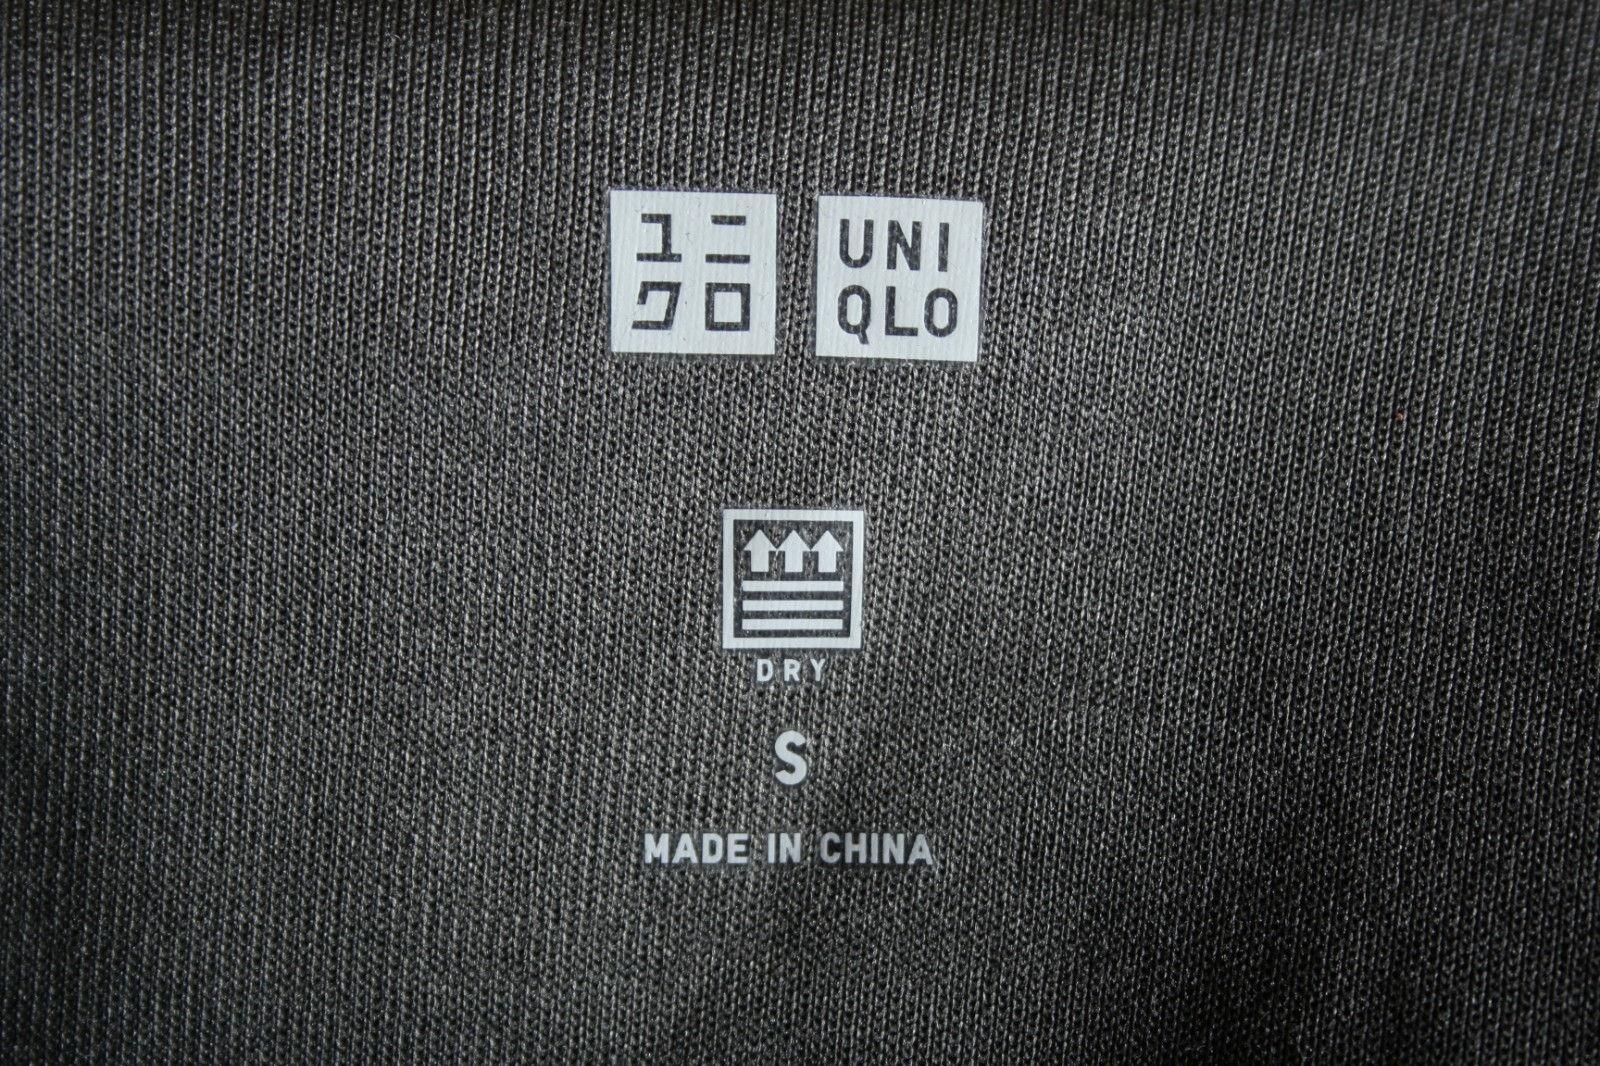 ユニ
クロ
UNI
QLO
DRY
S
MADE IN CHINA